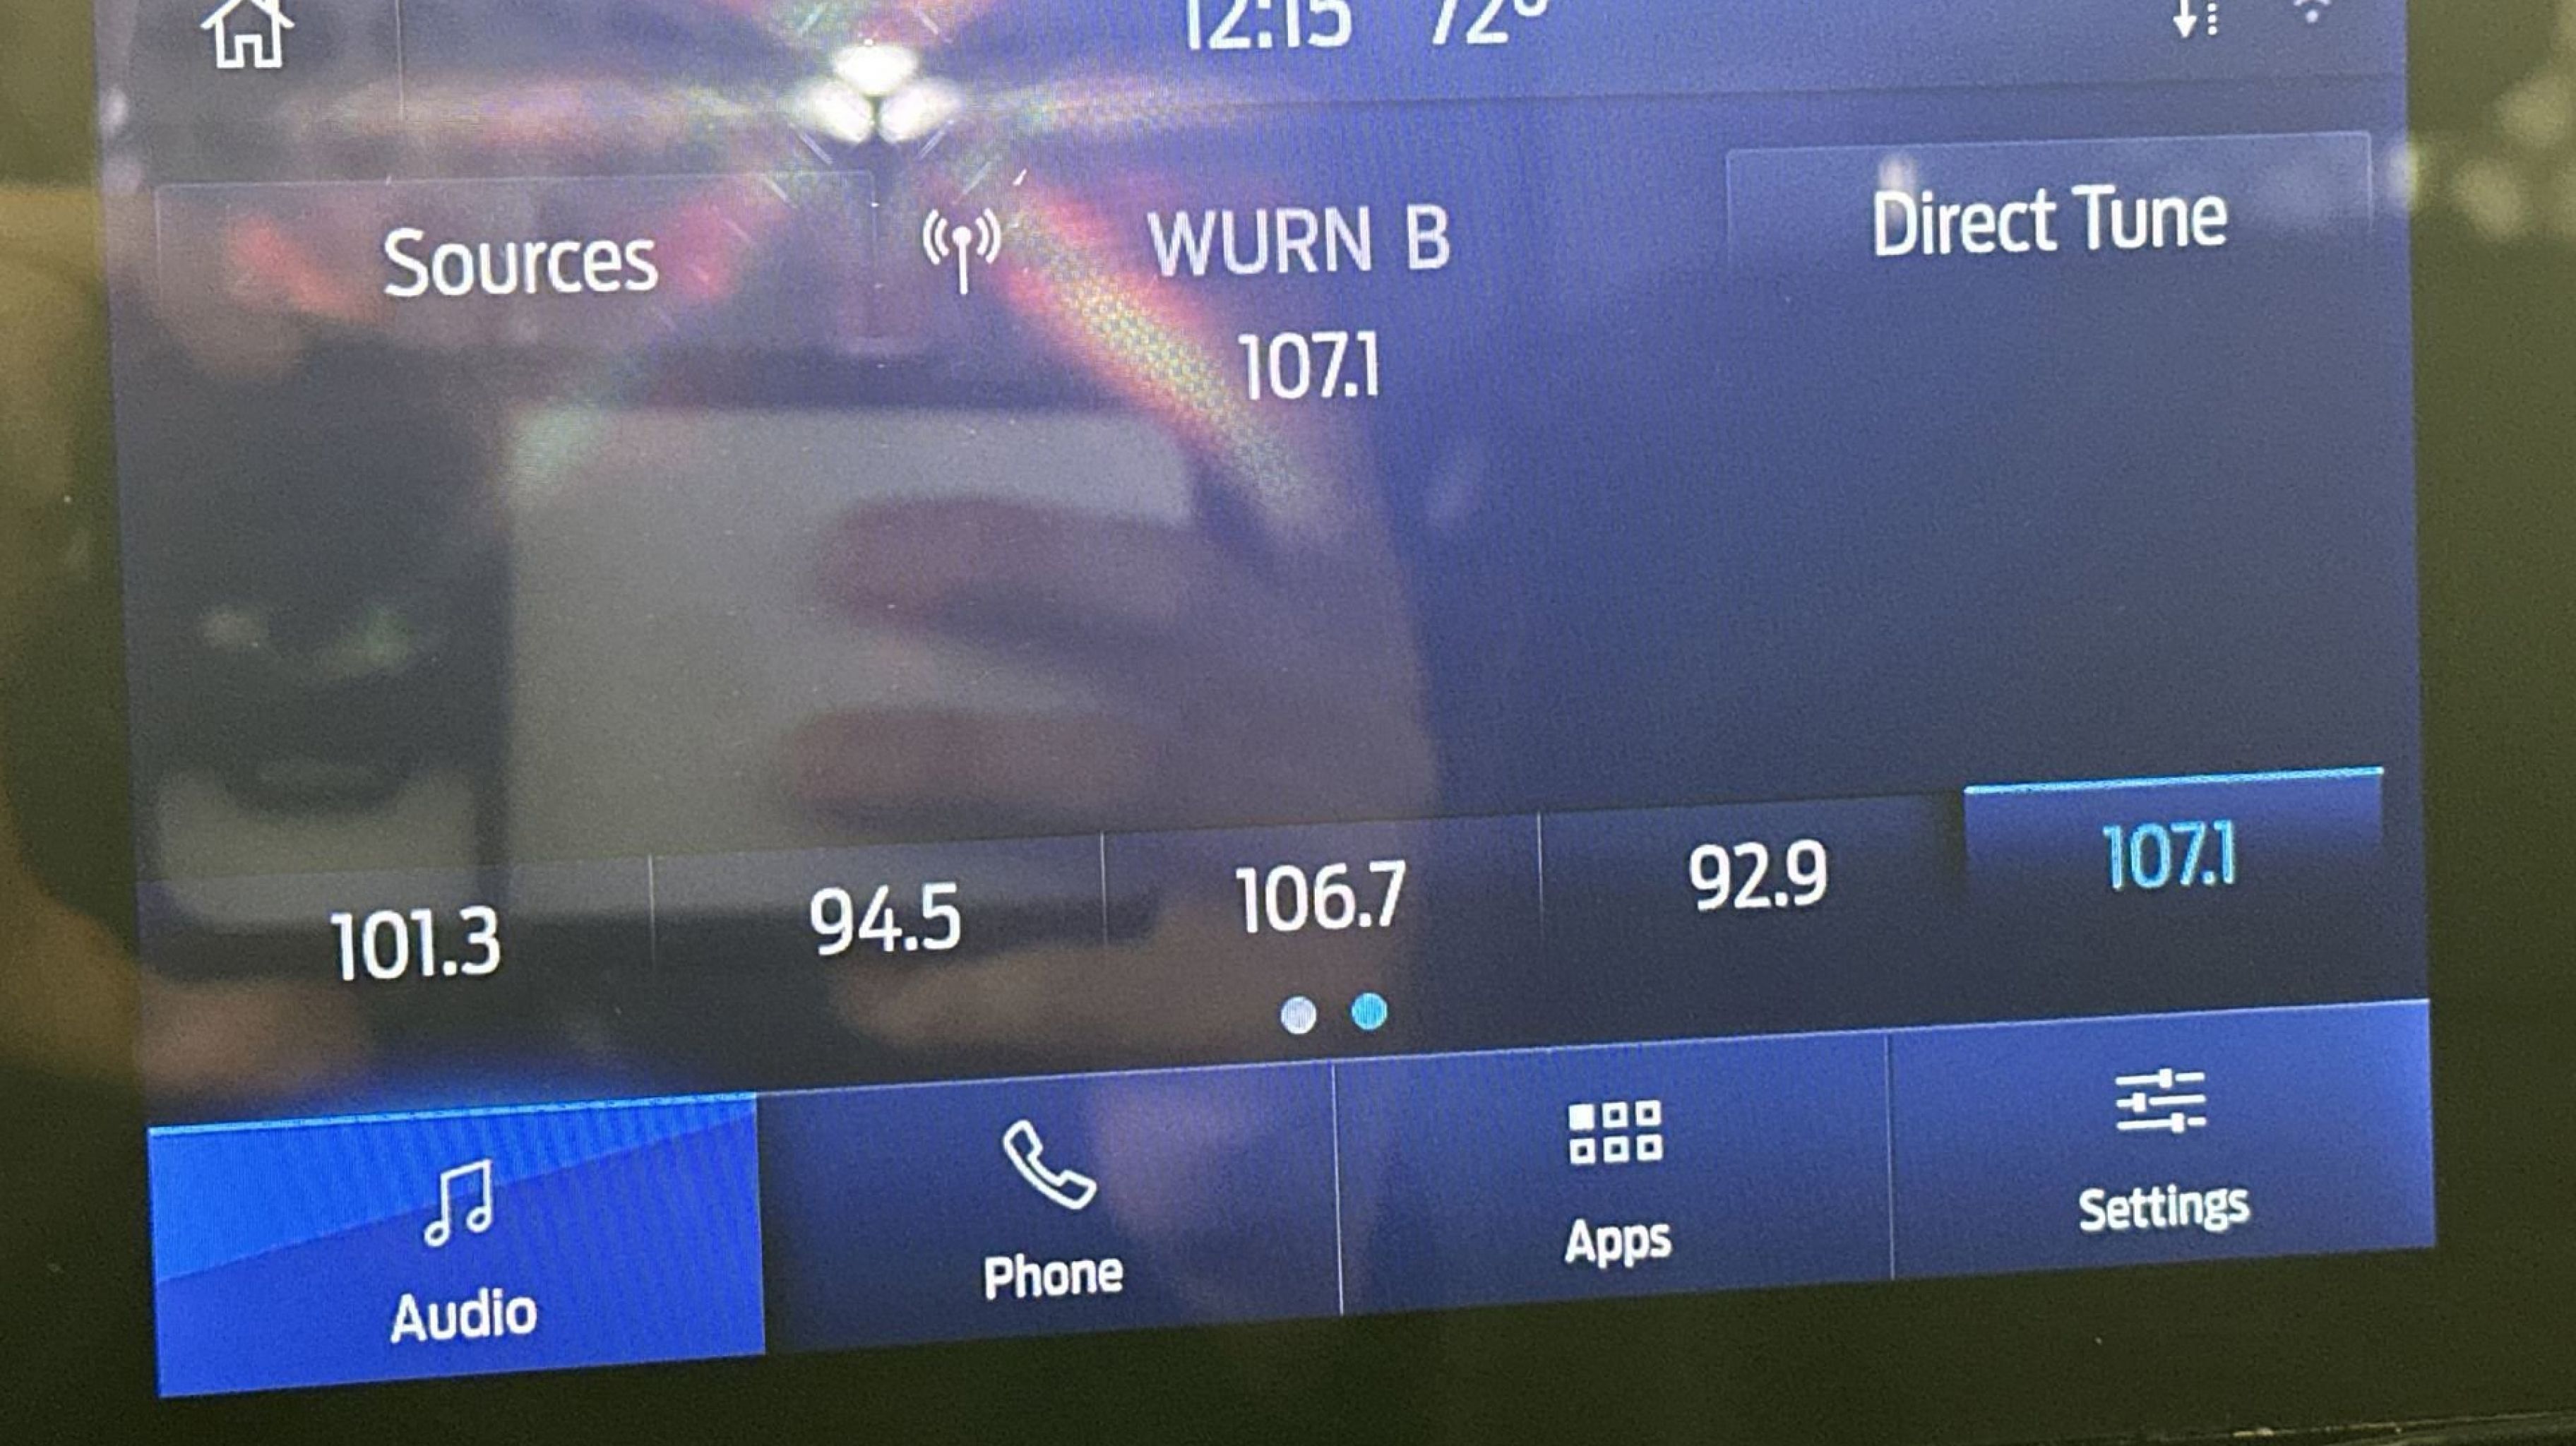 12:15 72°
Sources
WURN B
Direct Tune
107.1
101.3 94.5 106.7 92.9 107.1
Audio Phone Apps Settings